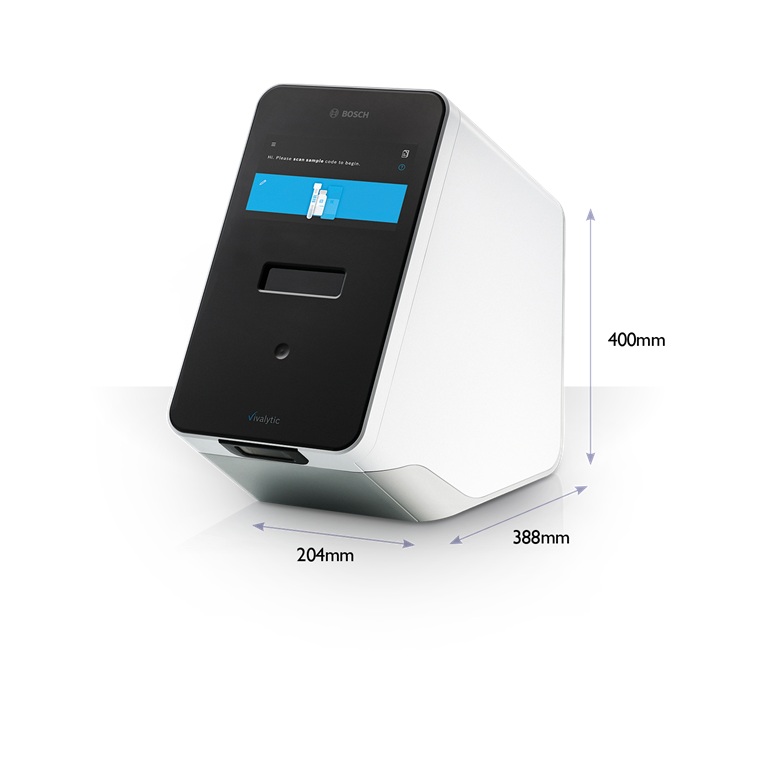 BOSCH
Hi. Please scan sample code to begin.
Vivalytic
400mm
388mm
204mm